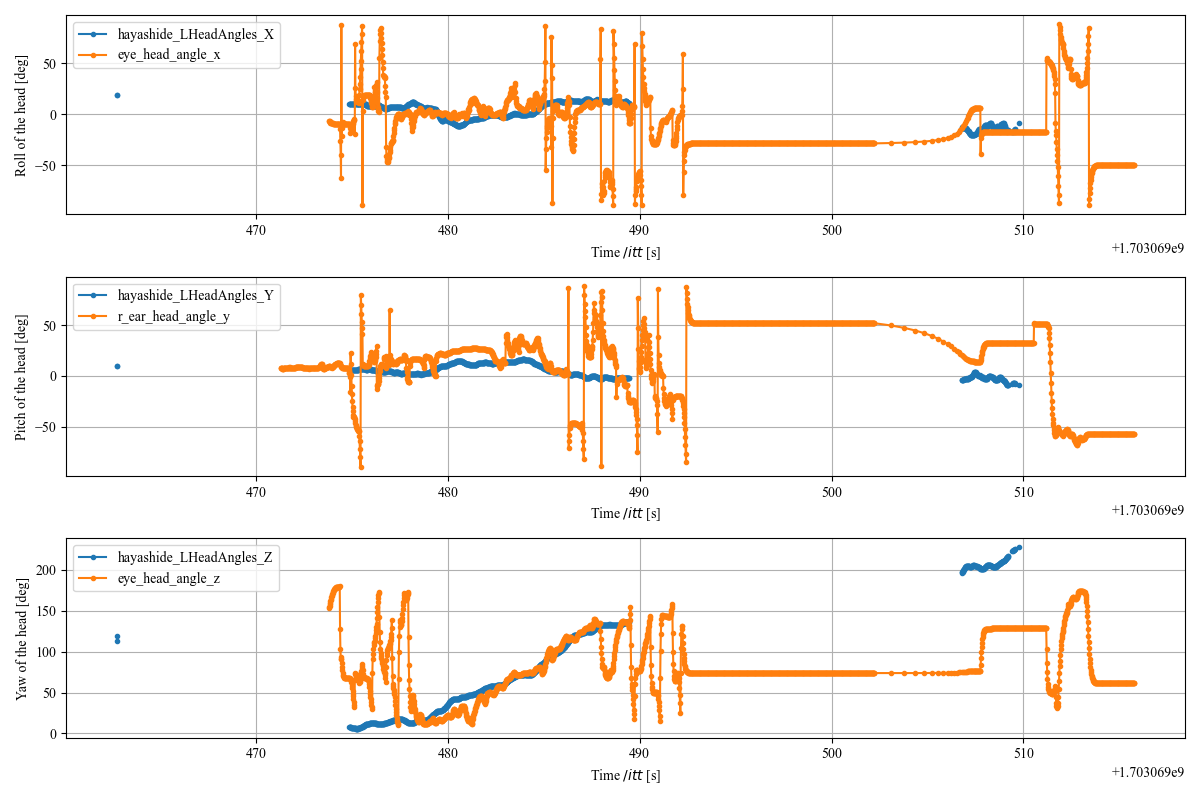 hayashide_LHeadAngles_X
eye_head_angle_x
Roll of the head [deg]
50
0
−50
470 480 490 500 510
Time /itt [s]
+1.703069e9
hayashide_LHeadAngles_Y
r_ear_head_angle_y
Pitch of the head [deg]
50
0
−50
470 480 490 500 510
Time /itt [s]
+1.703069e9
hayashide_LHeadAngles_Z
eye_head_angle_z
Yaw of the head [deg]
200
150
100
50
0
470 480 490 500 510
Time /itt [s]
+1.703069e9